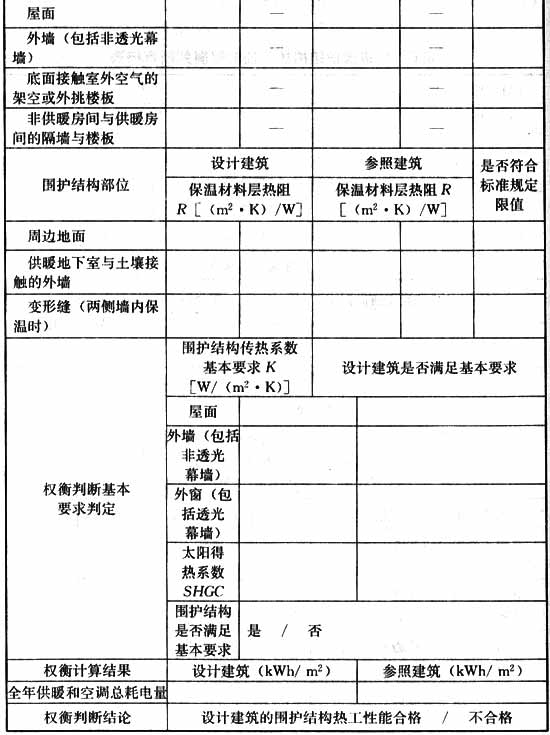 屋面 — —
外墙（包括非透光幕
墙） — —
底面接触室外空气的
架空或外挑楼板 — —
非供暖房间与供暖房
间的隔墙与楼板 — —
围护结构部位
设计建筑
保温材料层热阻
R［（m²·K）/W］
参照建筑
保温材料层热阻 R
［（m²·K）/W］
是否符合
标准规定
限值
周边地面
供暖地下室与土壤接
触的外墙
变形缝（两侧墙内保
温时）
权衡判断基本
要求判定
围护结构传热系数
基本要求 K
［W/（m²·K）］
设计建筑是否满足基本要求
屋面
外墙（包括
非透光
幕墙）
外窗（包
括透光
幕墙）
太阳得
热系数
SHGC
围护结构
是否满足
基本要求
是 / 否
权衡计算结果 设计建筑（kWh/m²） 参照建筑（kWh/m²）
全年供暖和空调总耗电量
权衡判断结论 设计建筑的围护结构热工性能合格 / 不合格